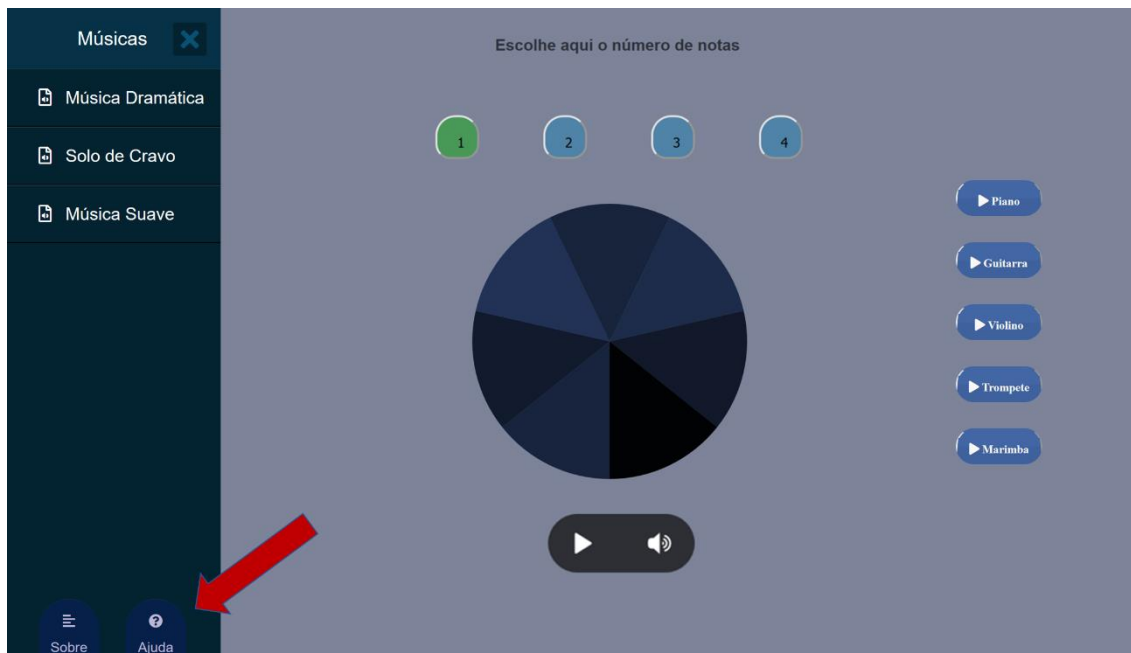 Músicas
Música Dramática
Solo de Cravo
Música Suave
Sobre
Ajuda
Escolhe aqui o número de notas
1 2 3 4
Piano
Guitarra
Violino
Trompete
Marimba